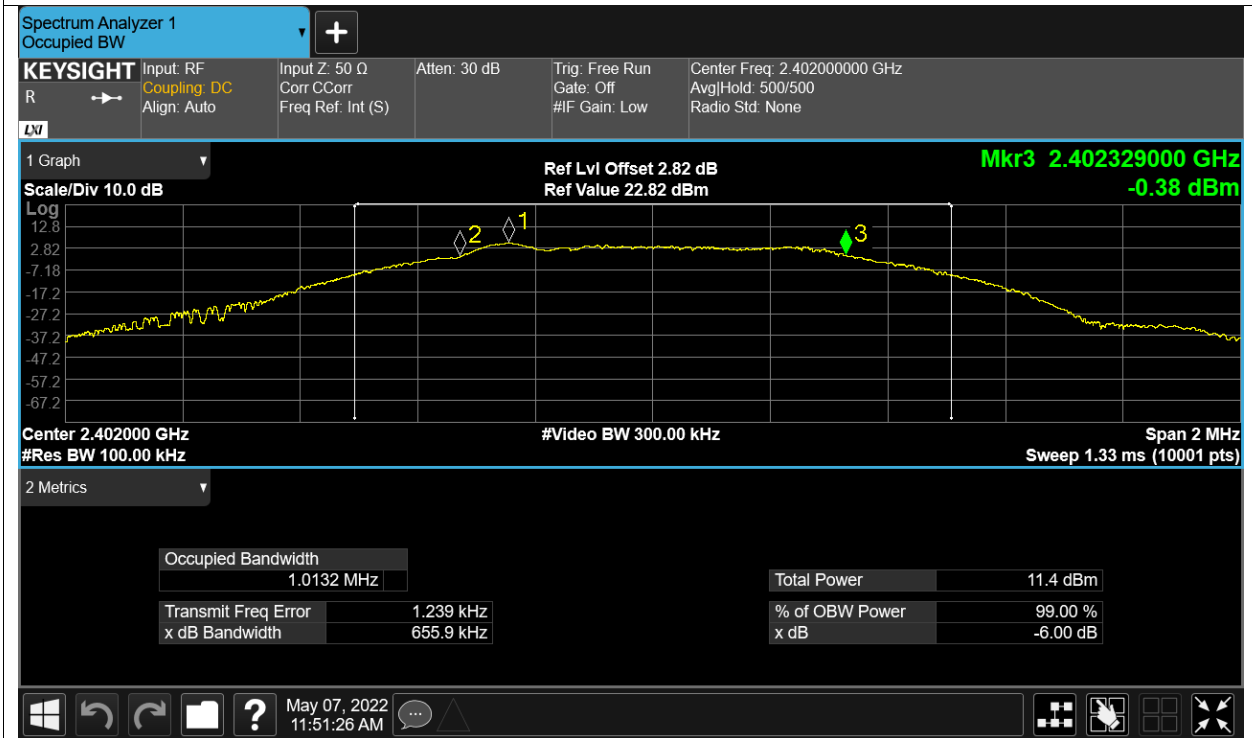 Spectrum Analyzer 1
Occupied BW
KEYSIGHT
R
LXI
Input: RF
Coupling: DC
Align: Auto
Input Z: 50 Ω
Corr CCorr
Freq Ref: Int (S)
Atten: 30 dB
Trig: Free Run
Gate: Off
#IF Gain: Low
Center Freq: 2.402000000 GHz
Avg|Hold: 500/500
Radio Std: None
1 Graph
Scale/Div 10.0 dB
Ref Lvl Offset 2.82 dB
Ref Value 22.82 dBm
Mkr3 2.402329000 GHz
-0.38 dBm
Log
12.8
2.82
-7.18
-17.2
-27.2
-37.2
-47.2
-57.2
-67.2
2
1
3
Center 2.402000 GHz
#Res BW 100.00 kHz
#Video BW 300.00 kHz
Span 2 MHz
Sweep 1.33 ms (10001 pts)
2 Metrics
Occupied Bandwidth
1.0132 MHz
Transmit Freq Error 1.239 kHz
x dB Bandwidth 655.9 kHz
Total Power 11.4 dBm
% of OBW Power 99.00 %
x dB -6.00 dB
?
May 07, 2022
11:51:26 AM